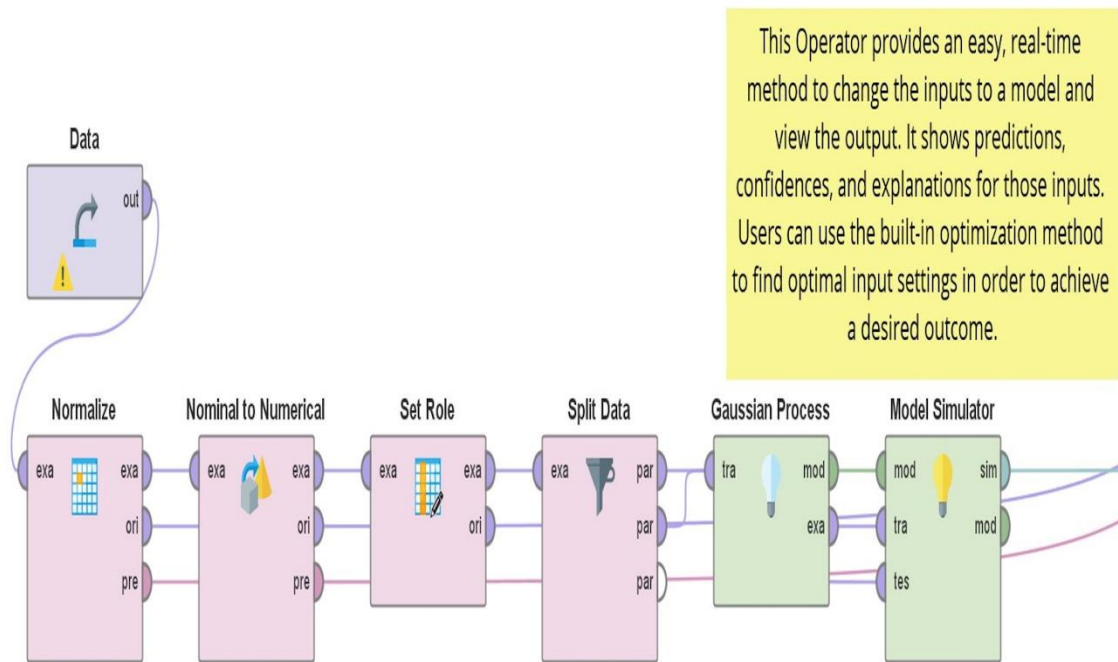 This Operator provides an easy, real-time
method to change the inputs to a model and
view the output. It shows predictions,
confidences, and explanations for those inputs.
Users can use the built-in optimization method
to find optimal input settings in order to achieve
a desired outcome.
Data
out
Normalize
exa
exa
ori
pre
Nominal to Numerical
exa
exa
ori
pre
Set Role
exa
exa
ori
Split Data
exa
par
par
par
Gaussian Process
tra
mod
exa
Model Simulator
mod
sim
tra
mod
tes